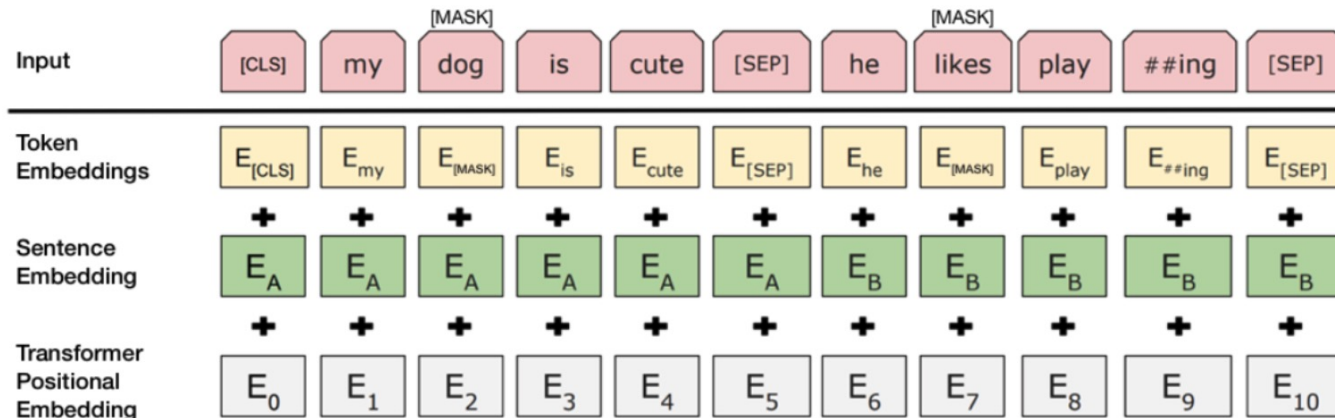 [MASK] [MASK]
Input [CLS] my dog is cute [SEP] he likes play ##ing [SEP]
Token
Embeddings E[CLS] Emy E[MASK] Eis Ecute E[SEP] Ehe E[MASK] Eplay E##ing E[SEP]
+ + + + + + + + + + +
Sentence
Embedding EA EA EA EA EA EA EB EB EB EB EB
+ + + + + + + + + + +
Transformer
Positional
Embedding E0 E1 E2 E3 E4 E5 E6 E7 E8 E9 E10